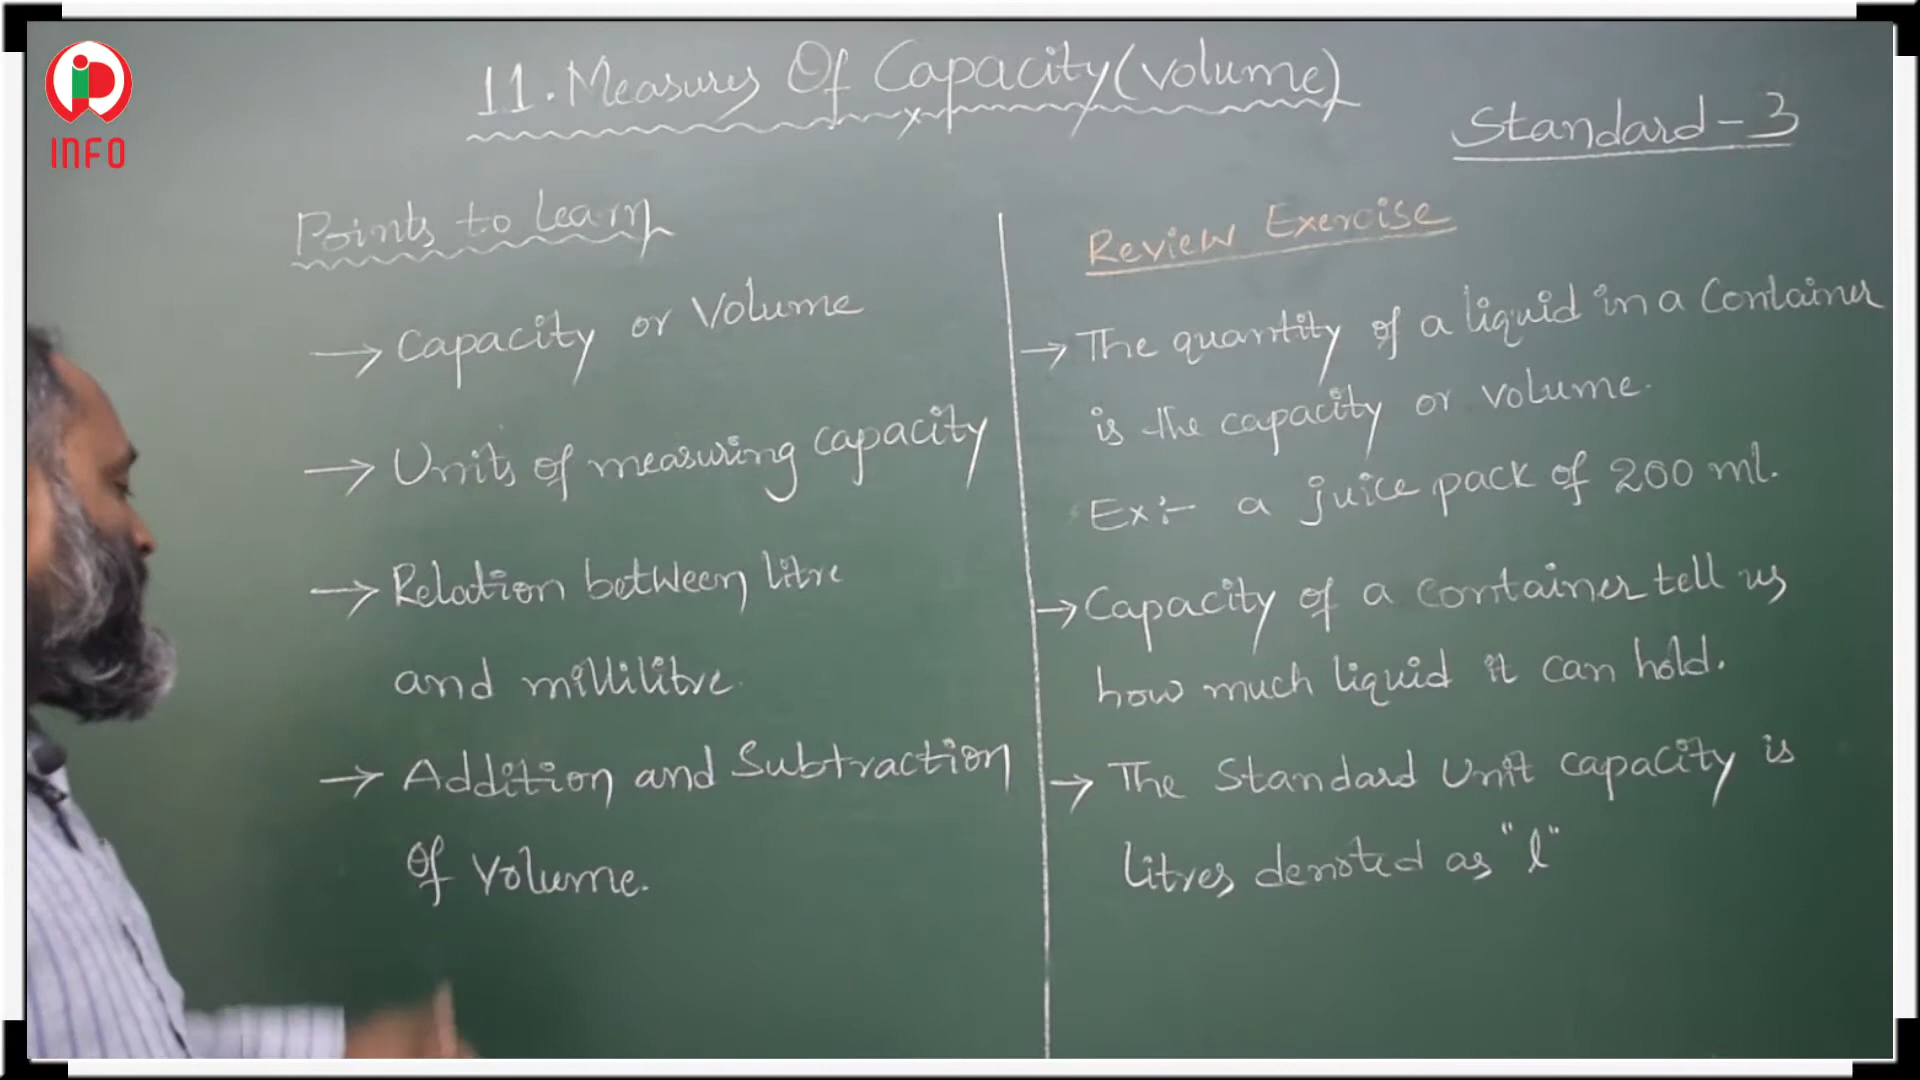 INFO
11. Measures Of Capacity (volume)
Standard - 3
Points to learn
→ Capacity or Volume
→ Units of measuring capacity
→ Relation between litre
and millilitre.
→ Addition and Subtraction
of volume.
Review Exercise
→ The quantity of a liquid in a Container
is the capacity or volume.
Ex:- a juice pack of 200 ml.
→ Capacity of a container tell us
how much liquid it can hold.
→ The Standard Unit capacity is
litres denoted as "l"